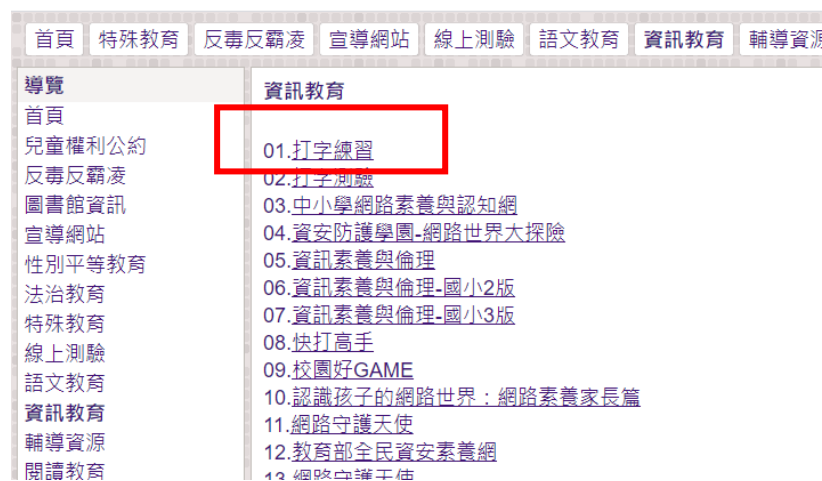 首頁 特殊教育 反毒反霸凌 宣導網站 線上測驗 語文教育 資訊教育 輔導資源
導覽
首頁
兒童權利公約
反毒反霸凌
圖書館資訊
宣導網站
性別平等教育
法治教育
特殊教育
線上測驗
語文教育
資訊教育
輔導資源
閱讀教育
資訊教育
01.打字練習
02.打字測驗
03.中小學網路素養與認知網
04.資安防護學園-網路世界大探險
05.資訊素養與倫理
06.資訊素養與倫理-國小2版
07.資訊素養與倫理-國小3版
08.快打高手
09.校園好GAME
10.認識孩子的網路世界：網路素養家長篇
11.網路守護天使
12.教育部全民資安素養網
13.網路守護天使